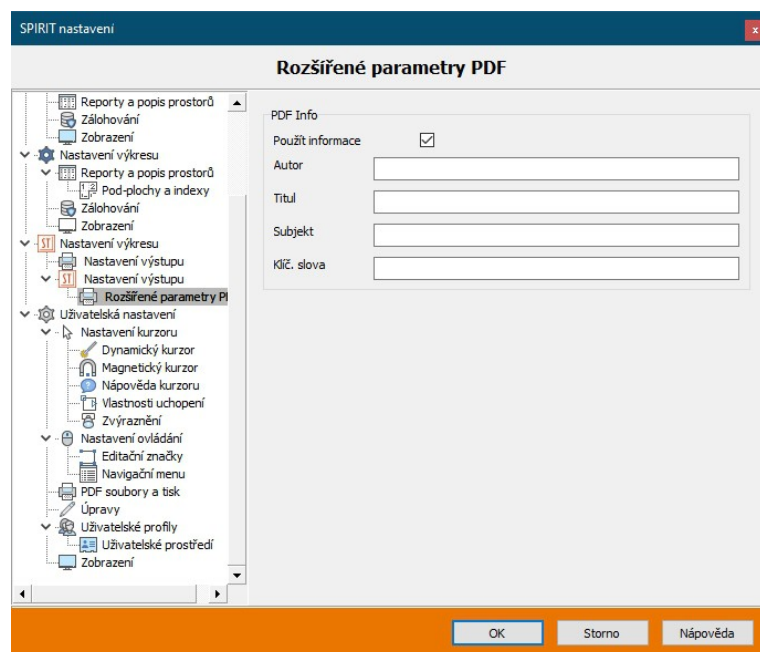 SPIRIT nastavení
x
Rozšířené parametry PDF
Reporty a popis prostorů
Zálohování
Zobrazení
Nastavení výkresu
Reporty a popis prostorů
Pod-plochy a indexy
Zálohování
Zobrazení
ST Nastavení výkresu
Nastavení výstupu
ST Nastavení výstupu
Rozšířené parametry P
Uživatelská nastavení
Nastavení kurzoru
Dynamický kurzor
Magnetický kurzor
Nápověda kurzoru
Vlastnosti uchopení
Zvýraznění
Nastavení ovládání
Editační značky
Navigační menu
PDF soubory a tisk
Úpravy
Uživatelské profily
Uživatelské prostředí
Zobrazení
PDF Info
Použít informace
Autor
Titul
Subjekt
Klíč. slova
OK
Storno
Nápověda